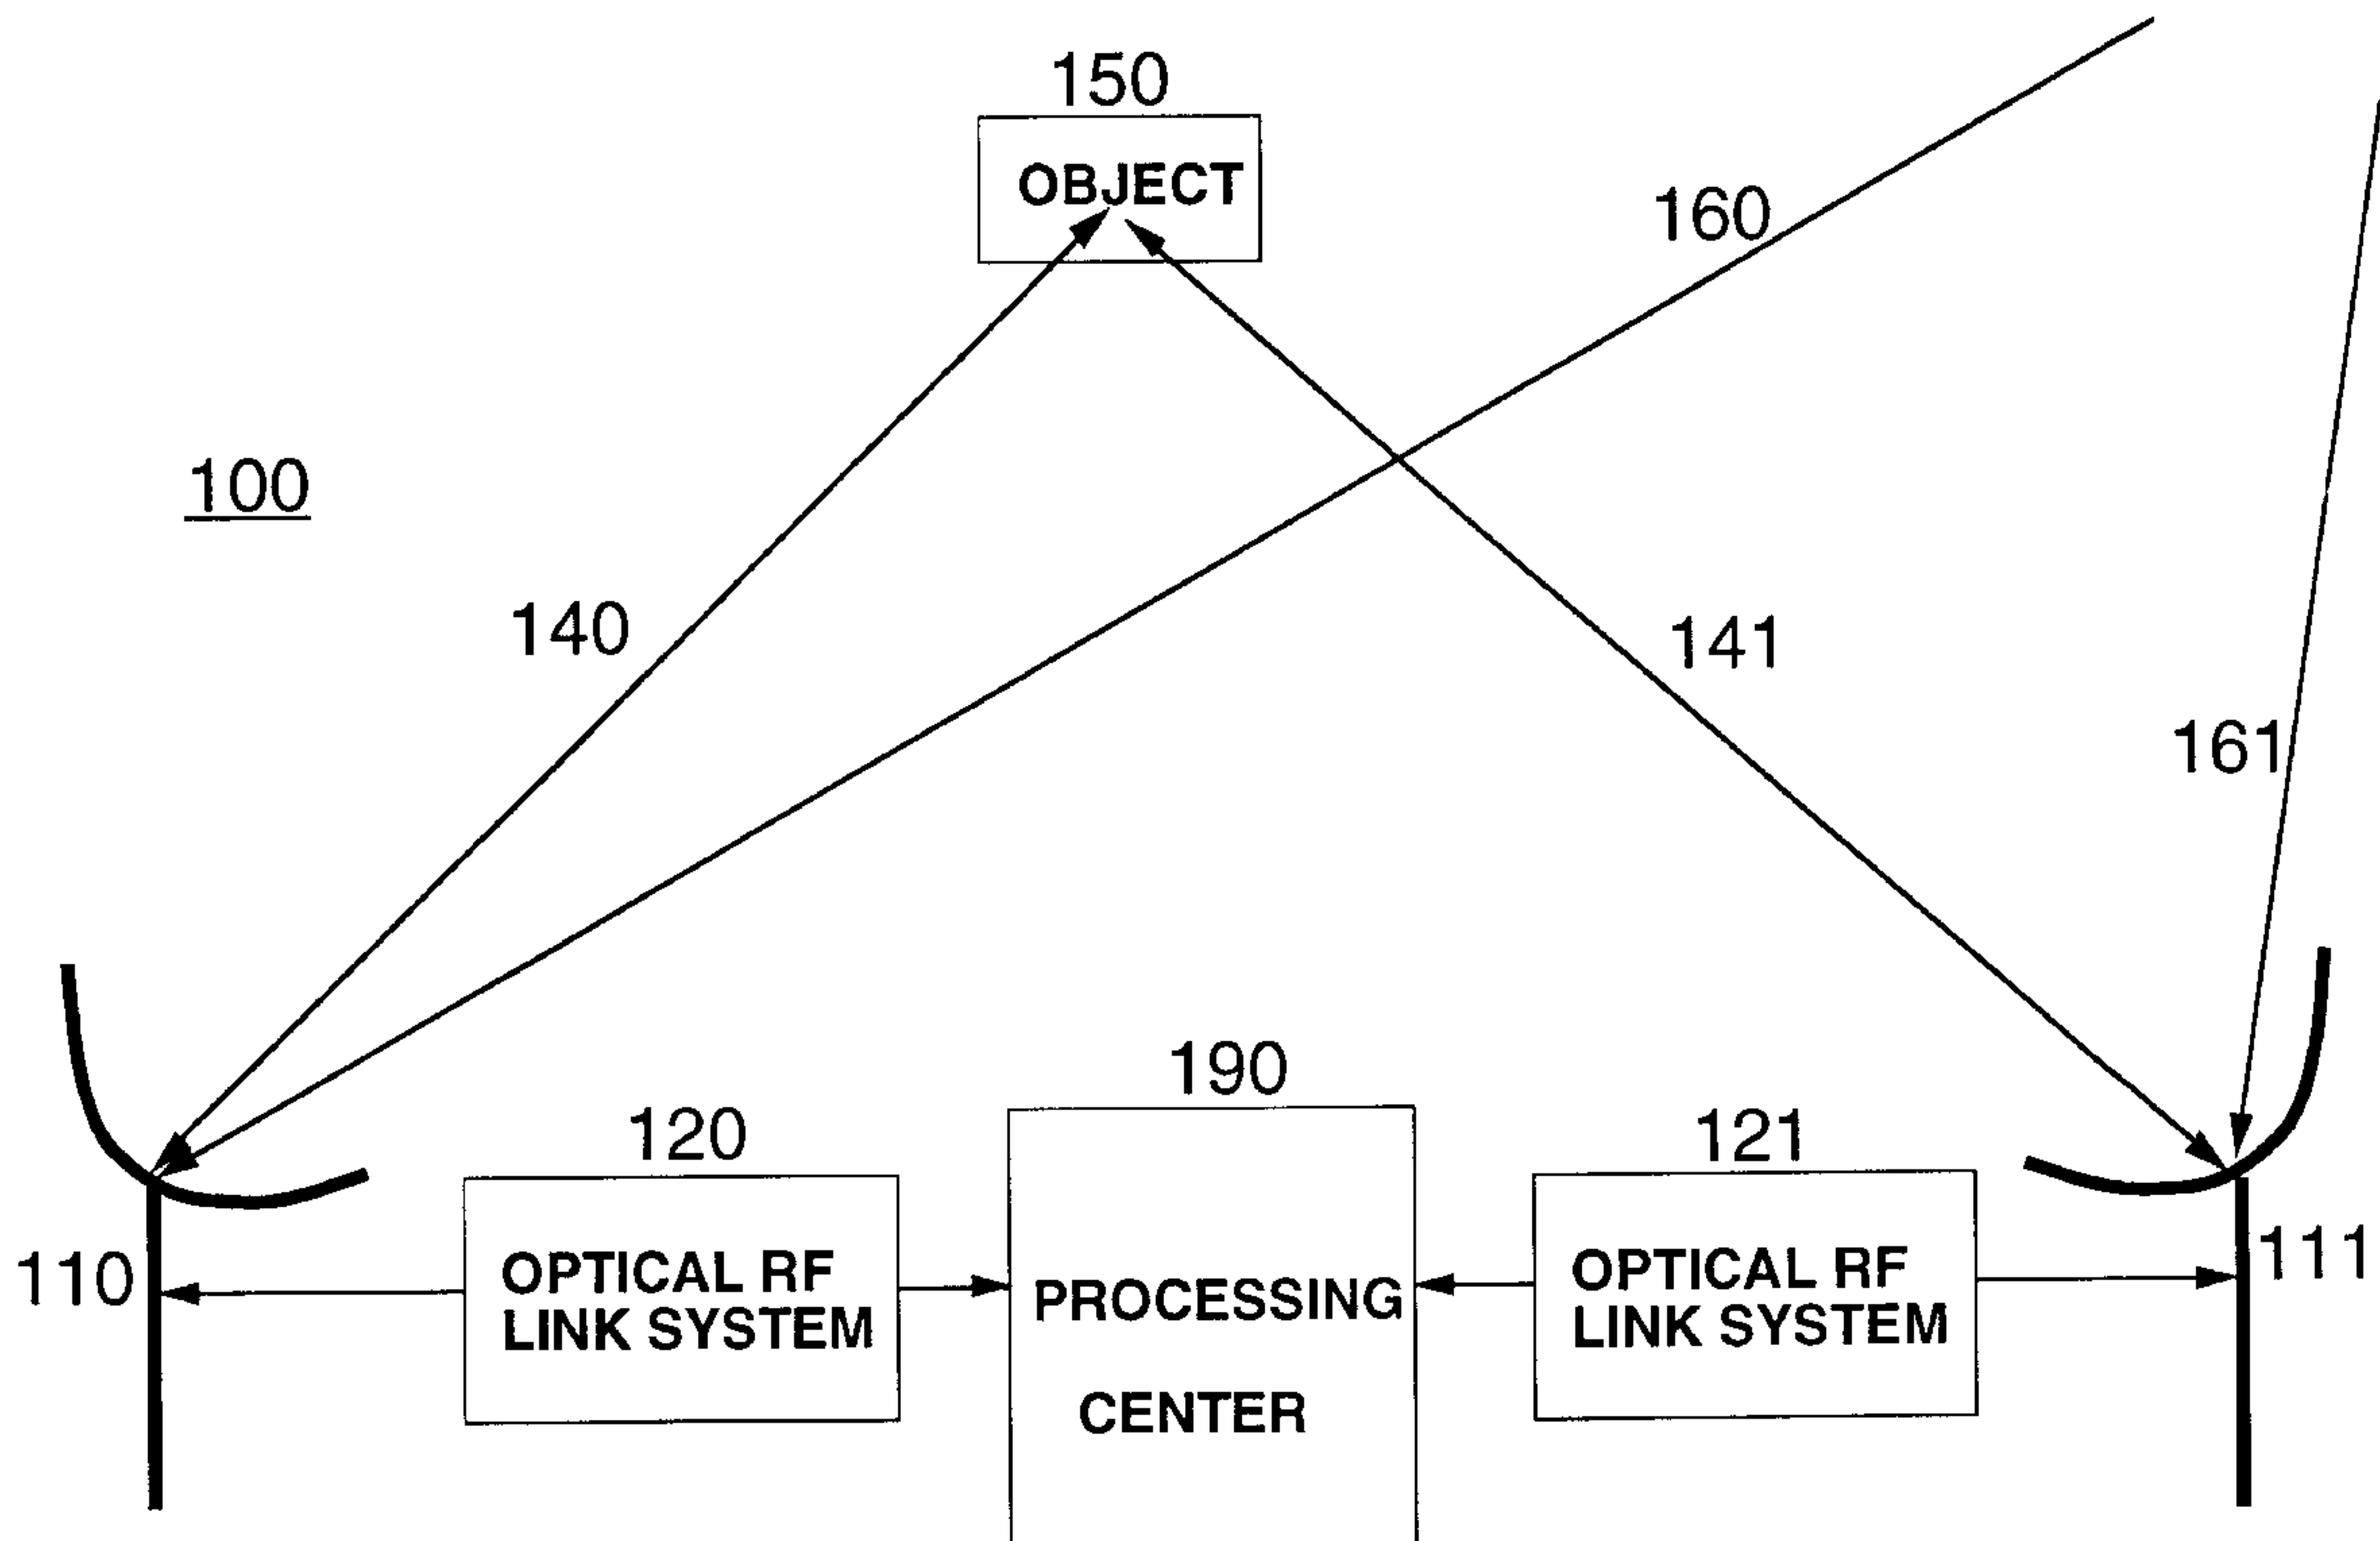 150
OBJECT
160
100
140
141
161
190
120
121
110
OPTICAL RF
LINK SYSTEM
PROCESSING
CENTER
OPTICAL RF
LINK SYSTEM
111